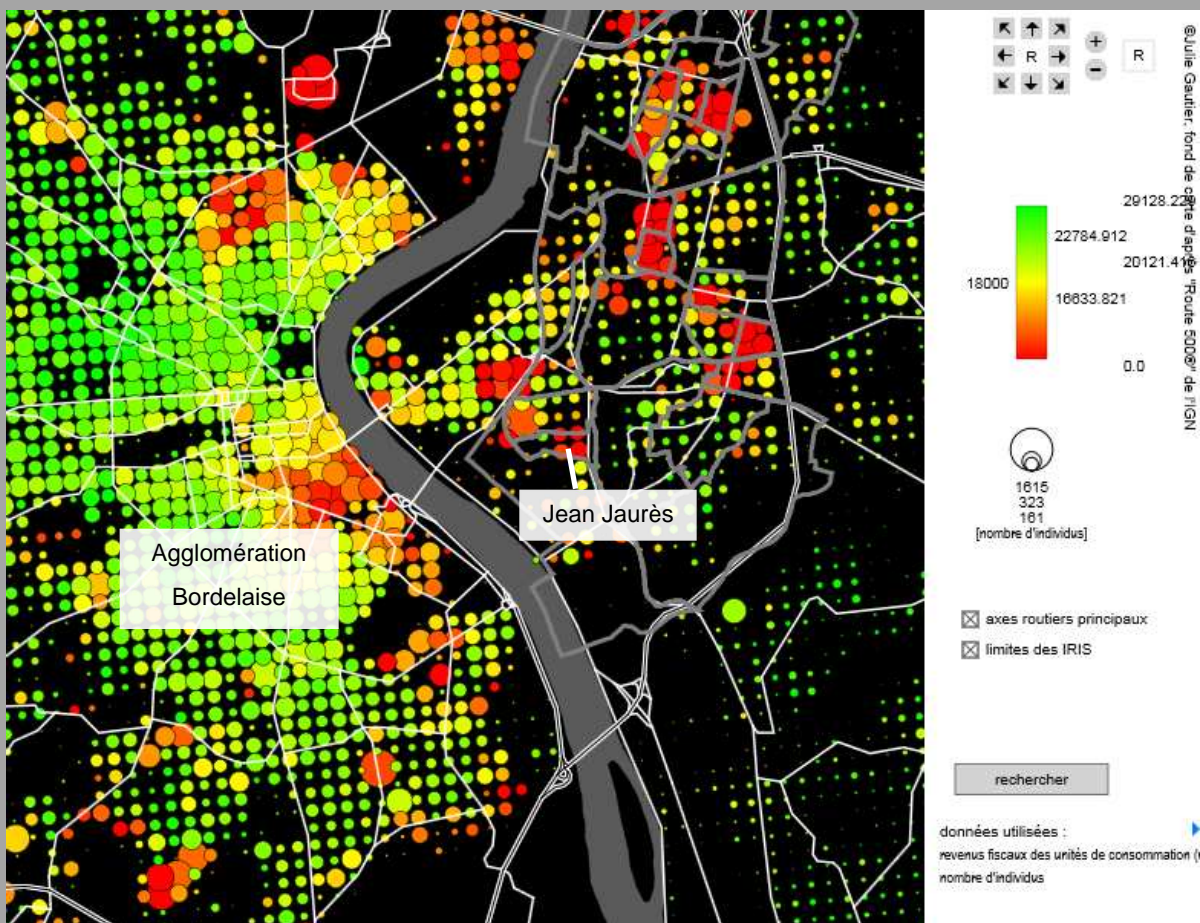 Agglomération
Bordelaise
Jean Jaurès
R
R
29128.229
22784.912
20121.416
18000
16633.821
0.0
1615
323
161
[nombre d'individus]
axes routiers principaux
limites des IRIS
rechercher
données utilisées :
revenus fiscaux des unités de consommation
nombre d'individus
©Julie Gautier, fond de carte d'après "Route 500®" de l'IGN